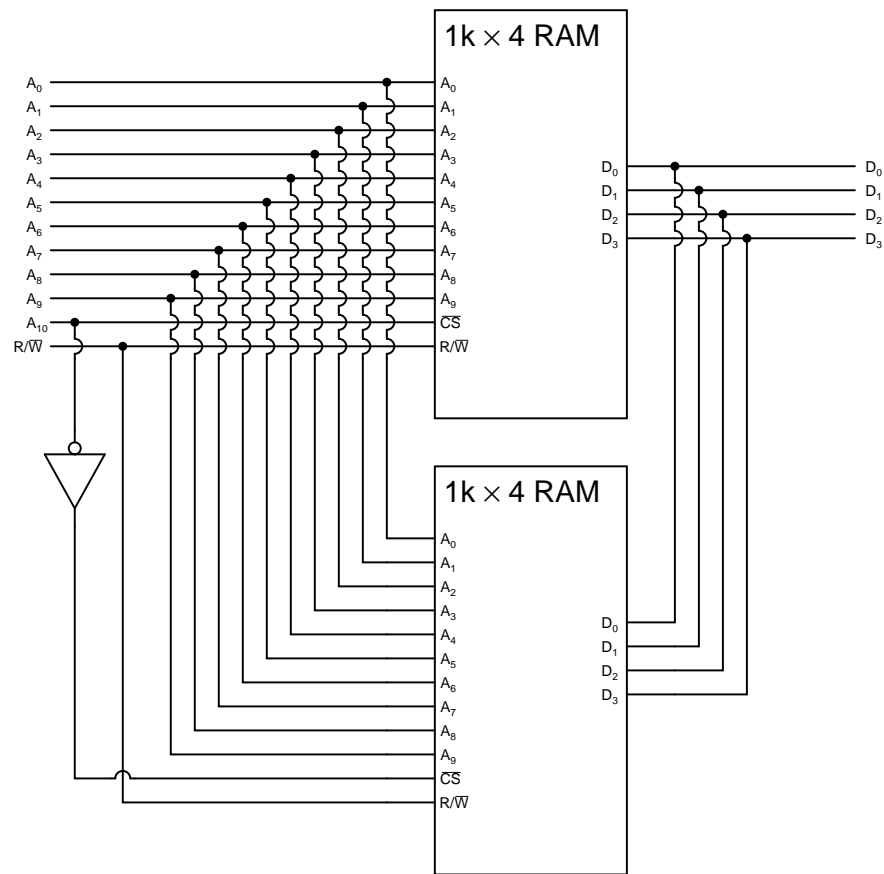 1k × 4 RAM
A₀
A₁
A₂
A₃
A₄
A₅
A₆
A₇
A₈
A₉
A₁₀
R/W̅
A₀
A₁
A₂
A₃
A₄
A₅
A₆
A₇
A₈
A₉
C̅S̅
R/W̅
D₀
D₁
D₂
D₃
D₀
D₁
D₂
D₃
1k × 4 RAM
A₀
A₁
A₂
A₃
A₄
A₅
A₆
A₇
A₈
A₉
C̅S̅
R/W̅
D₀
D₁
D₂
D₃